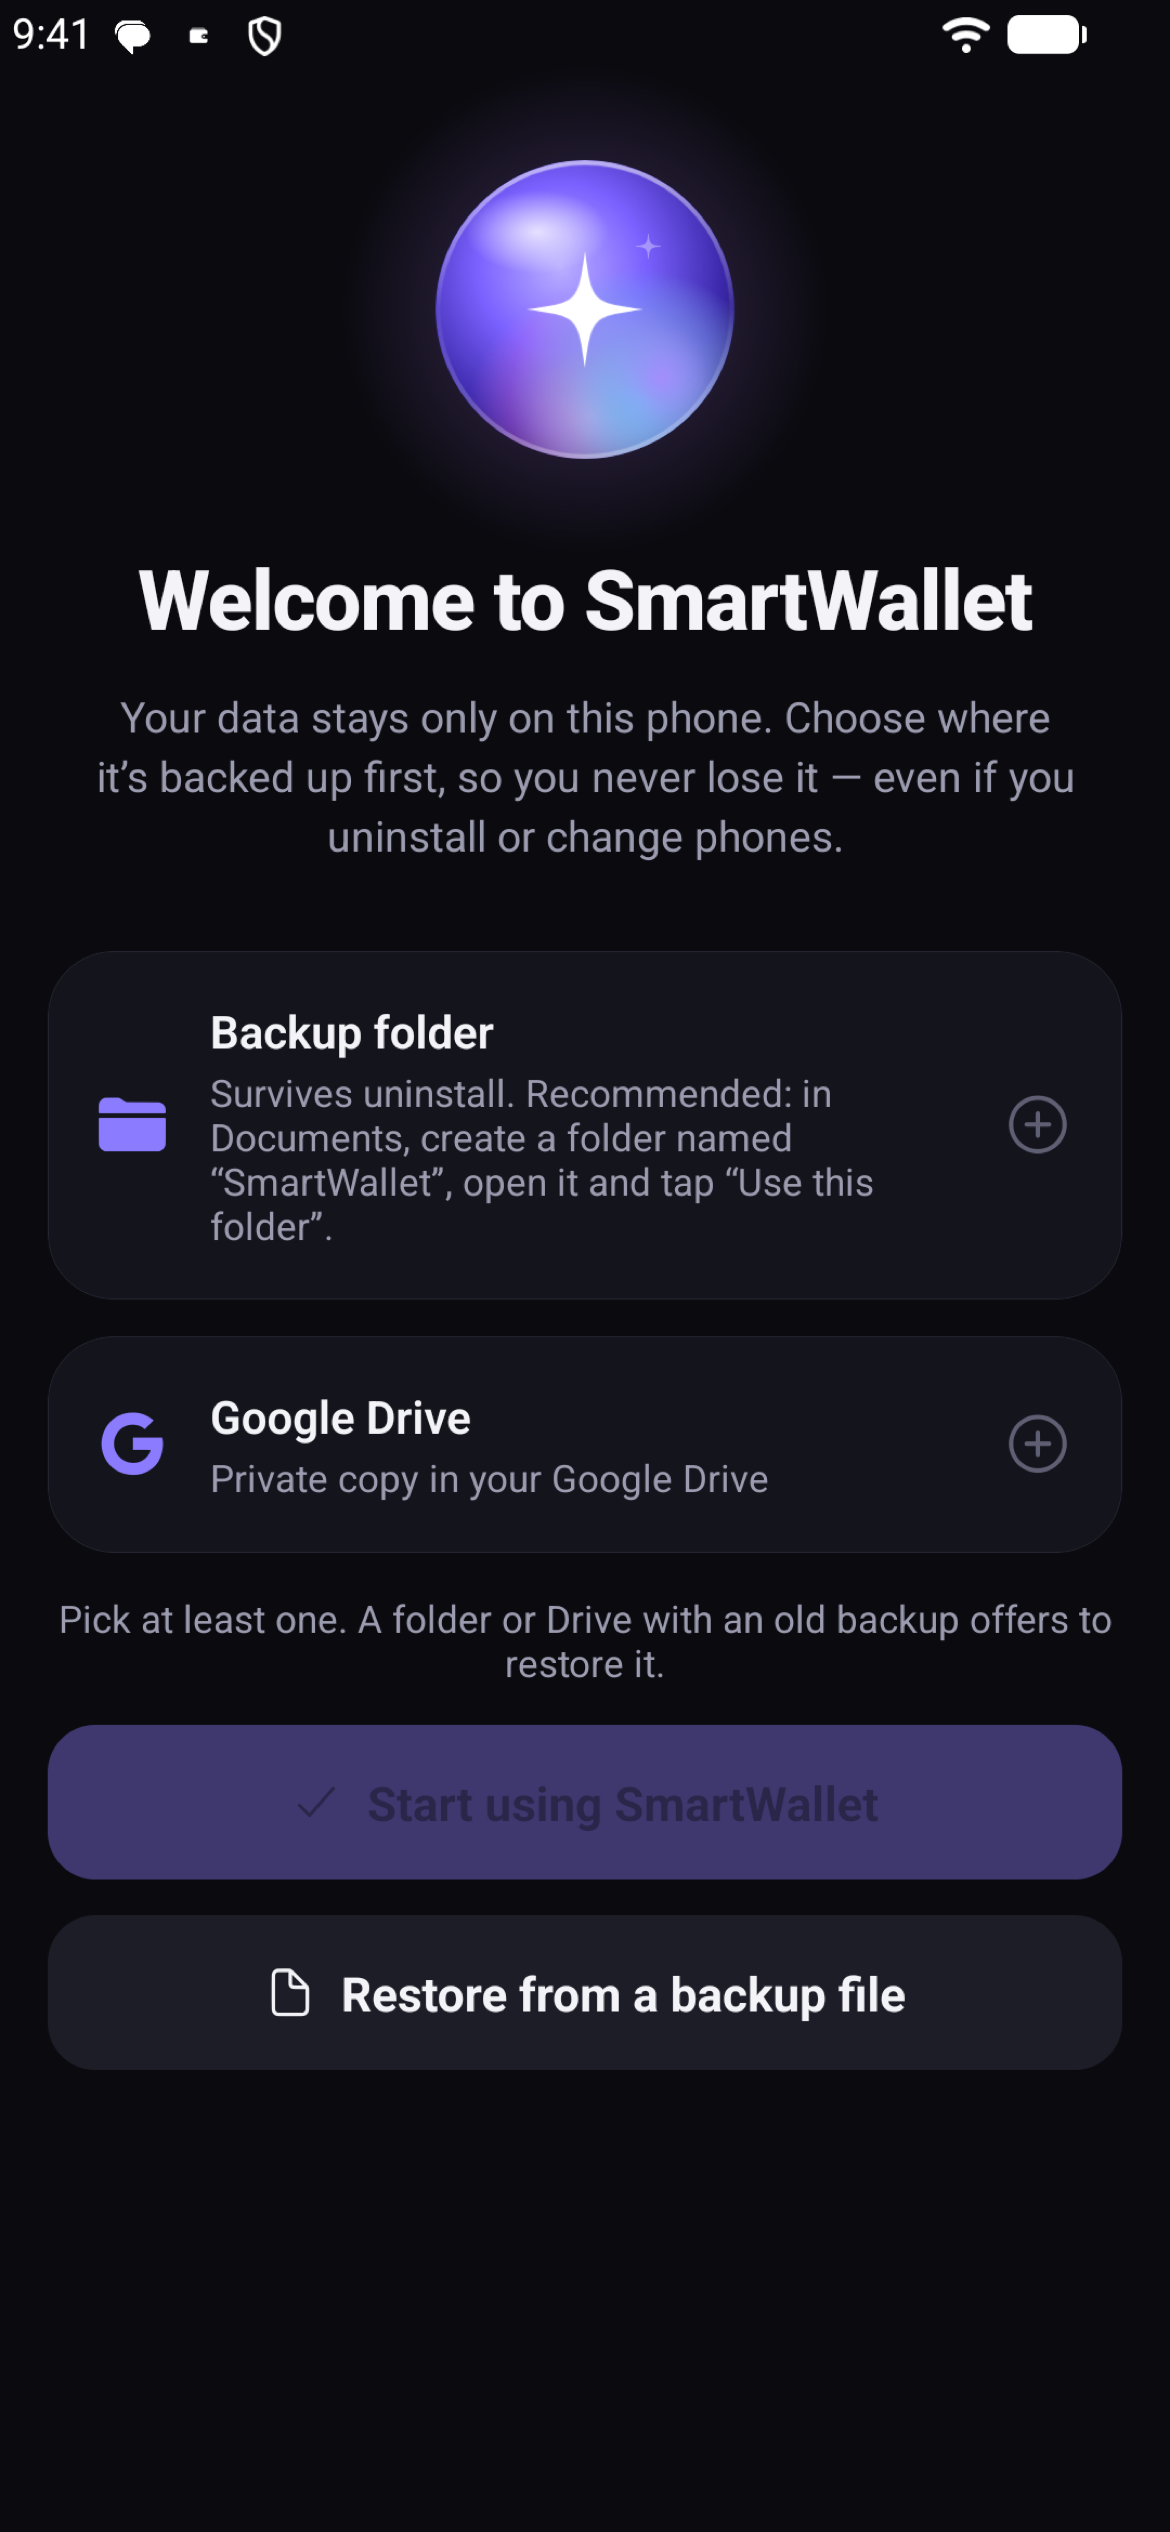 9:41
Welcome to SmartWallet
Your data stays only on this phone. Choose where
it’s backed up first, so you never lose it — even if you
uninstall or change phones.
Backup folder
Survives uninstall. Recommended: in
Documents, create a folder named
“SmartWallet”, open it and tap “Use this
folder”.
Google Drive
Private copy in your Google Drive
Pick at least one. A folder or Drive with an old backup offers to
restore it.
Start using SmartWallet
Restore from a backup file